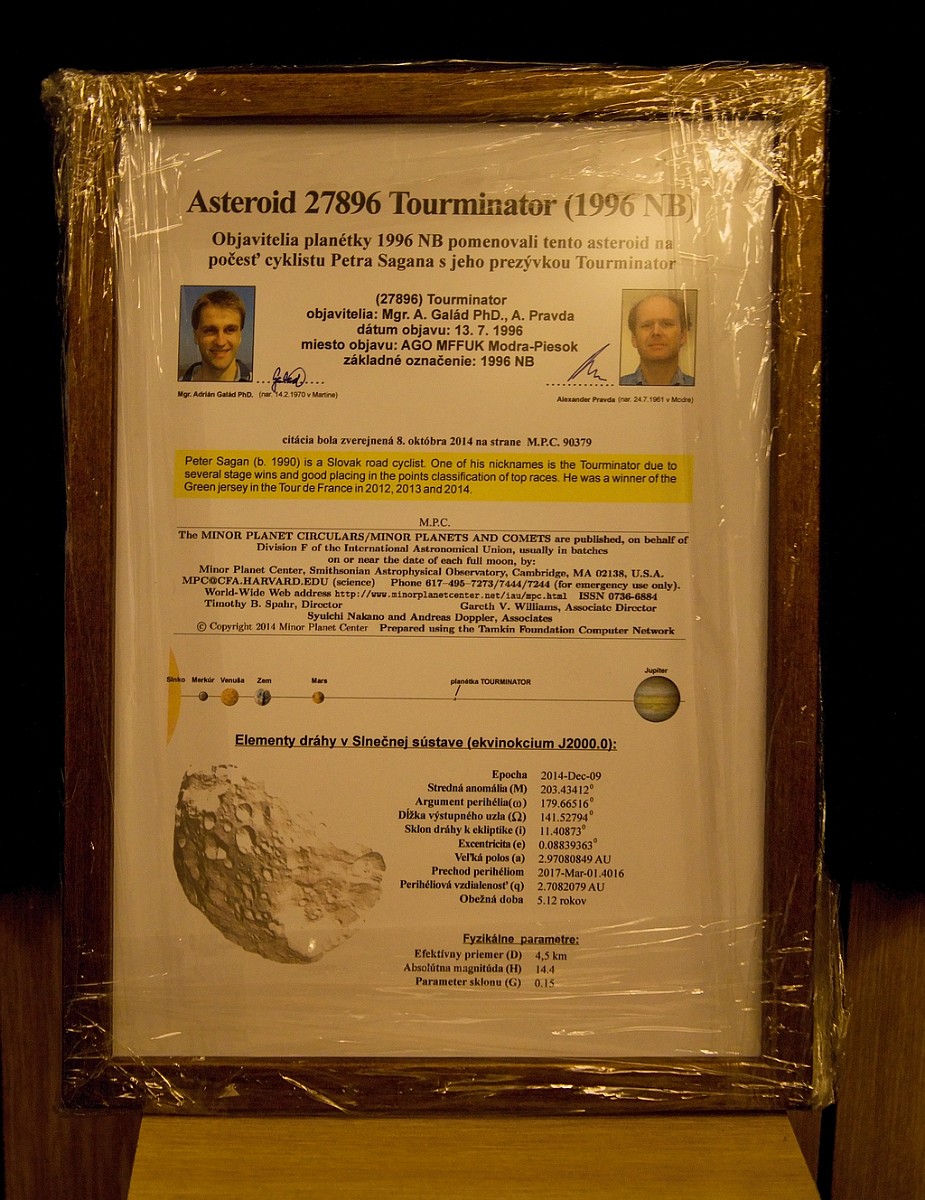 Asteroid 27896 Tourminator (1996 NB)
Objavitelia planétky 1996 NB pomenovali tento asteroid na
počesť cyklistu Petra Sagana s jeho prezývkou Tourminator
(27896) Tourminator
objavitelia: Mgr. A. Galád PhD., A. Pravda
dátum objavu: 13. 7. 1996
miesto objavu: AGO MFFUK Modra-Piesok
základné označenie: 1996 NB
Mgr. Adrián Galád PhD. (nar. 14.2.1970 v Martine)
Alexander Pravda (nar. 24.7.1961 v Modre)
citácia bola zverejnená 8. októbra 2014 na strane M.P.C. 90379
Peter Sagan (b. 1990) is a Slovak road cyclist. One of his nicknames is the Tourminator due to
several stage wins and good placing in the points classification of top races. He was a winner of the
Green jersey in the Tour de France in 2012, 2013 and 2014.
M.P.C.
The MINOR PLANET CIRCULARS/MINOR PLANETS AND COMETS are published, on behalf of
Division F of the International Astronomical Union, usually in batches
on or near the date of each full moon, by:
Minor Planet Center, Smithsonian Astrophysical Observatory, Cambridge, MA 02138, U.S.A.
MPC@CFA.HARVARD.EDU (science) Phone 617-495-7273/7444/7244 (for emergency use only).
World-Wide Web address http://www.minorplanetcenter.net/iau/mpc.html ISSN 0736-6884
Timothy B. Spahr, Director Gareth V. Williams, Associate Director
Syuichi Nakano and Andreas Doppler, Associates
© Copyright 2014 Minor Planet Center Prepared using the Tamkin Foundation Computer Network
Slnko Merkúr Venuša Zem Mars planétka TOURMINATOR Jupiter
Elementy dráhy v Slnečnej sústave (ekvinokcium J2000.0):
Epocha 2014-Dec-09
Stredná anomália (M) 203.43412°
Argument perihélia(ω) 179.66516°
Dĺžka výstupného uzla (Ω) 141.52794°
Sklon dráhy k ekliptike (i) 11.40873°
Excentricita (e) 0.08839363°
Veľká polos (a) 2.97080849 AU
Prechod perihéliom 2017-Mar-01.4016
Perihéliová vzdialenosť (q) 2.7082079 AU
Obežná doba 5.12 rokov
Fyzikálne parametre:
Efektívny priemer (D) 4,5 km
Absolútna magnitúda (H) 14.4
Parameter sklonu (G) 0.15